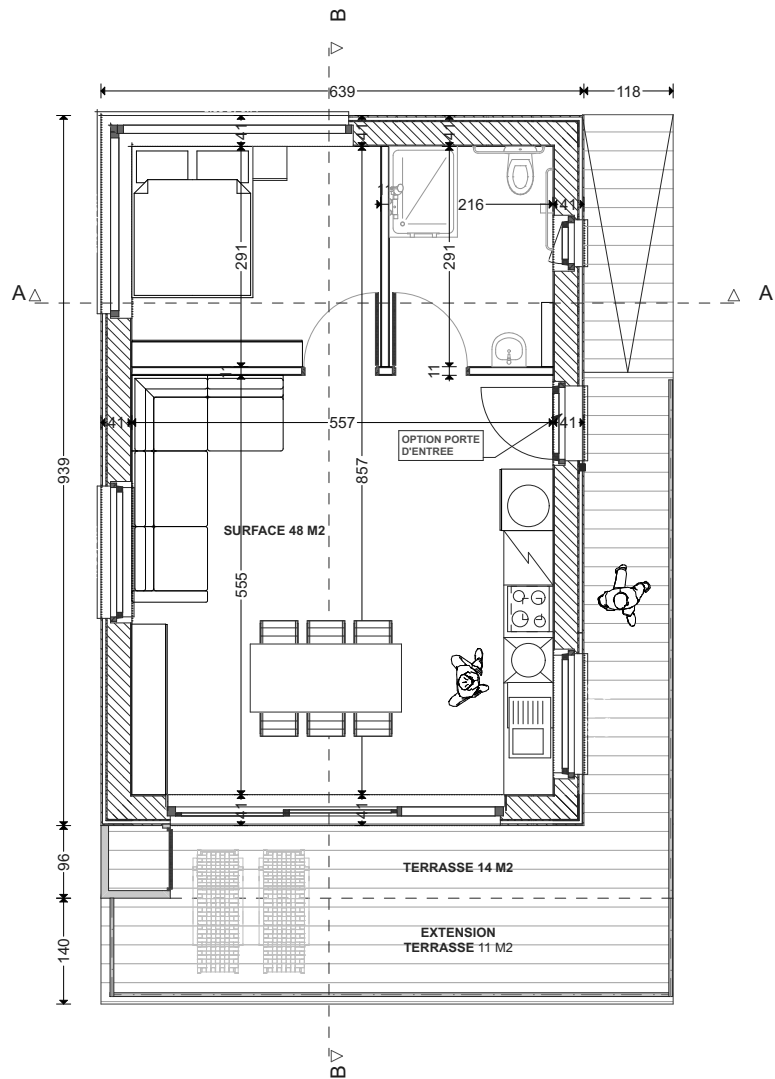 B
639
118
41
41
41
11
216
41
291
291
A
A
11
11
41
557
41
OPTION PORTE
D'ENTREE
939
857
SURFACE 48 M2
555
41
41
96
TERRASSE 14 M2
140
EXTENSION
TERRASSE 11 M2
B